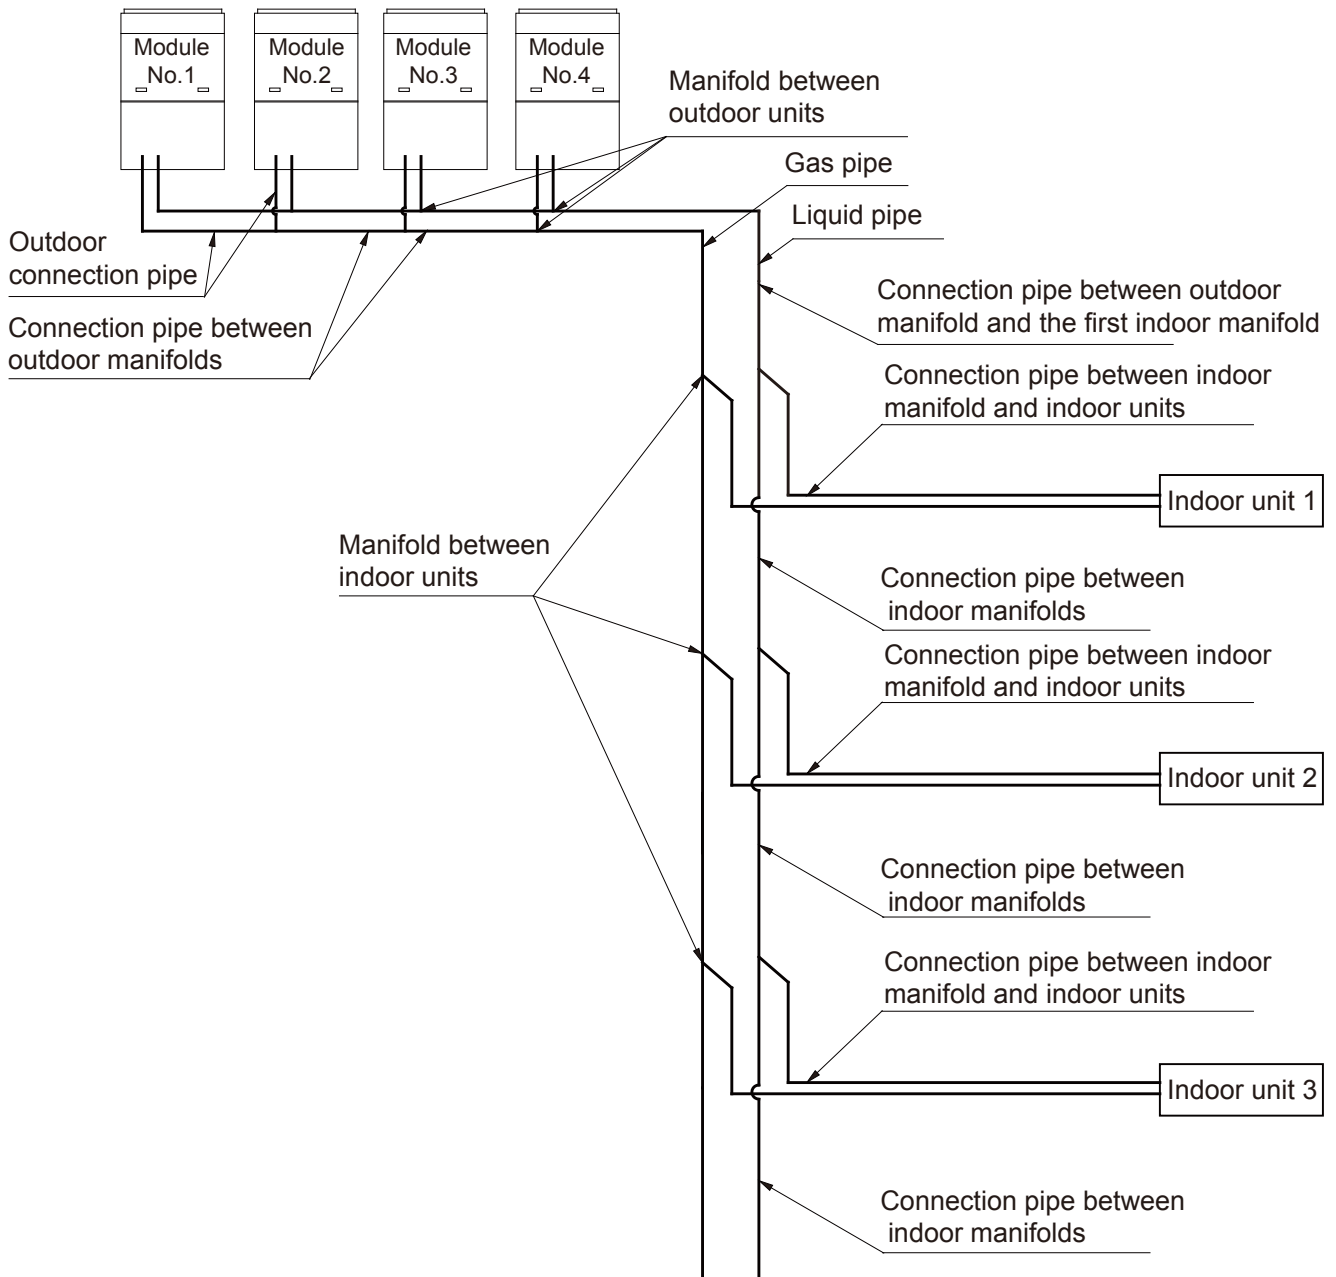 Module
No.1
Module
No.2
Module
No.3
Module
No.4
Manifold between
outdoor units
Gas pipe
Liquid pipe
Outdoor
connection pipe
Connection pipe between
outdoor manifolds
Connection pipe between outdoor
manifold and the first indoor manifold
Connection pipe between indoor
manifold and indoor units
Indoor unit 1
Manifold between
indoor units
Connection pipe between
indoor manifolds
Connection pipe between indoor
manifold and indoor units
Indoor unit 2
Connection pipe between
indoor manifolds
Connection pipe between indoor
manifold and indoor units
Indoor unit 3
Connection pipe between
indoor manifolds